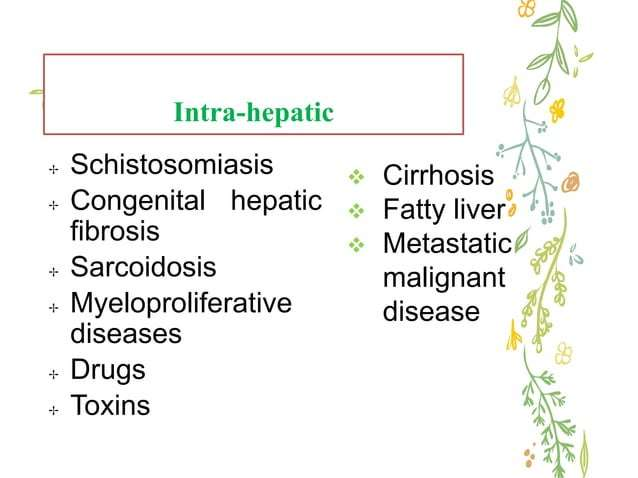 Intra-hepatic
Schistosomiasis
Congenital hepatic
fibrosis
Sarcoidosis
Myeloproliferative
diseases
Drugs
Toxins
Cirrhosis
Fatty liver
Metastatic
malignant
disease